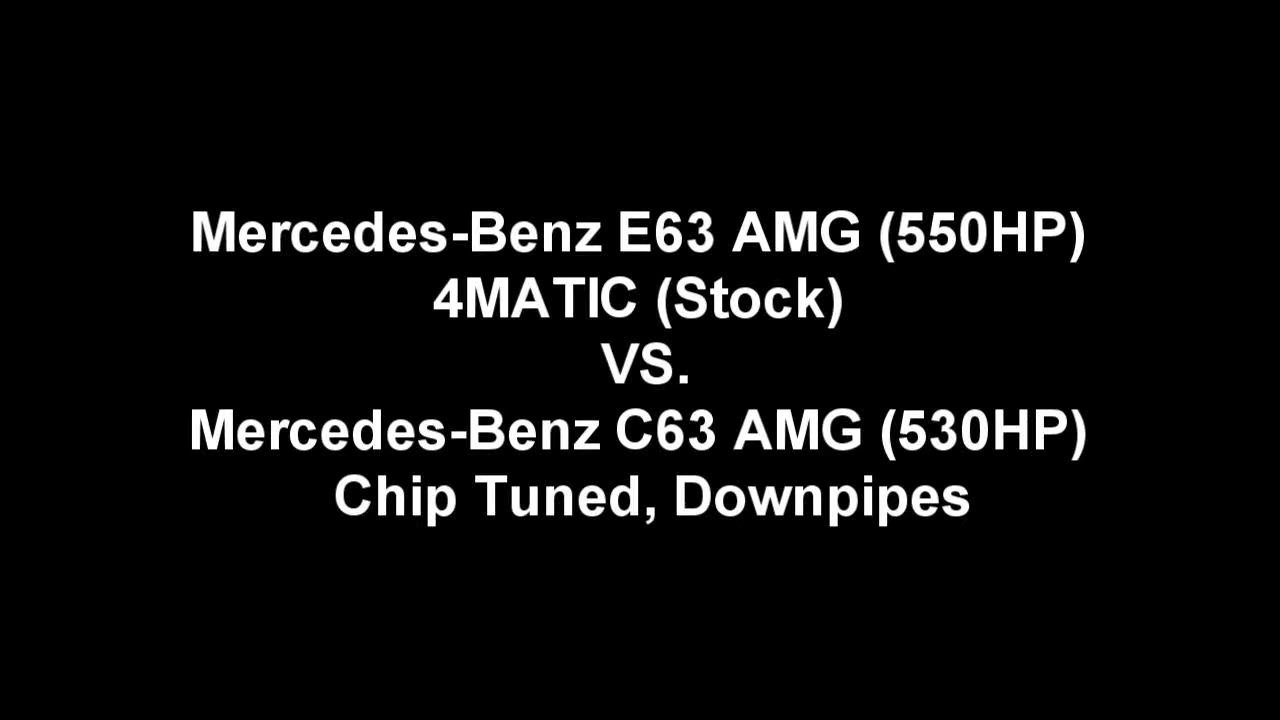 Mercedes-Benz E63 AMG (550HP)
4MATIC (Stock)
VS.
Mercedes-Benz C63 AMG (530HP)
Chip Tuned, Downpipes